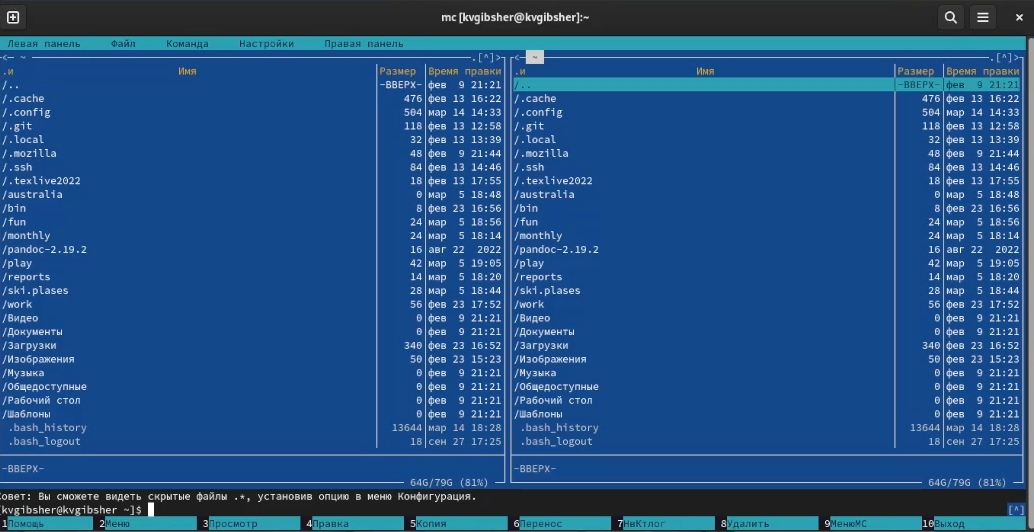 mc [kvgibsher@kvgibsher]:~
Левая панель Файл Команда Настройки Правая панель
<— ~ .[^]> <— ~ .[^]>
.и Имя Размер Время правки .и Имя Размер Время правки
/.. -ВВЕРХ- фев 9 21:21 /.. -ВВЕРХ- фев 9 21:21
/.cache 476 фев 13 16:22 /.cache 476 фев 13 16:22
/.config 504 мар 14 14:33 /.config 504 мар 14 14:33
/.git 118 фев 13 12:58 /.git 118 фев 13 12:58
/.local 32 фев 13 13:39 /.local 32 фев 13 13:39
/.mozilla 48 фев 9 21:44 /.mozilla 48 фев 9 21:44
/.ssh 84 фев 13 14:46 /.ssh 84 фев 13 14:46
/.texlive2022 18 фев 13 17:55 /.texlive2022 18 фев 13 17:55
/australia 0 мар 5 18:48 /australia 0 мар 5 18:48
/bin 8 фев 23 16:56 /bin 8 фев 23 16:56
/fun 24 мар 5 18:56 /fun 24 мар 5 18:56
/monthly 24 мар 5 18:14 /monthly 24 мар 5 18:14
/pandoc-2.19.2 16 авг 22 2022 /pandoc-2.19.2 16 авг 22 2022
/play 42 мар 5 19:05 /play 42 мар 5 19:05
/reports 14 мар 5 18:20 /reports 14 мар 5 18:20
/ski.plases 28 мар 5 18:44 /ski.plases 28 мар 5 18:44
/work 56 фев 23 17:52 /work 56 фев 23 17:52
/Видео 0 фев 9 21:21 /Видео 0 фев 9 21:21
/Документы 0 фев 9 21:21 /Документы 0 фев 9 21:21
/Загрузки 340 фев 23 16:52 /Загрузки 340 фев 23 16:52
/Изображения 50 фев 23 15:23 /Изображения 50 фев 23 15:23
/Музыка 0 фев 9 21:21 /Музыка 0 фев 9 21:21
/Общедоступные 0 фев 9 21:21 /Общедоступные 0 фев 9 21:21
/Рабочий стол 0 фев 9 21:21 /Рабочий стол 0 фев 9 21:21
/Шаблоны 0 фев 9 21:21 /Шаблоны 0 фев 9 21:21
.bash_history 13644 мар 14 18:28 .bash_history 13644 мар 14 18:28
.bash_logout 18 сен 27 17:25 .bash_logout 18 сен 27 17:25
-ВВЕРХ- -ВВЕРХ-
64G/79G (81%) 64G/79G (81%)
Совет: Вы сможете видеть скрытые файлы .*, установив опцию в меню Конфигурация.
[kvgibsher@kvgibsher ~]$ [^]
1Помощь 2Меню 3Просмотр 4Правка 5Копия 6Перенос 7НвКтлог 8Удалить 9МенюМС 10Выход